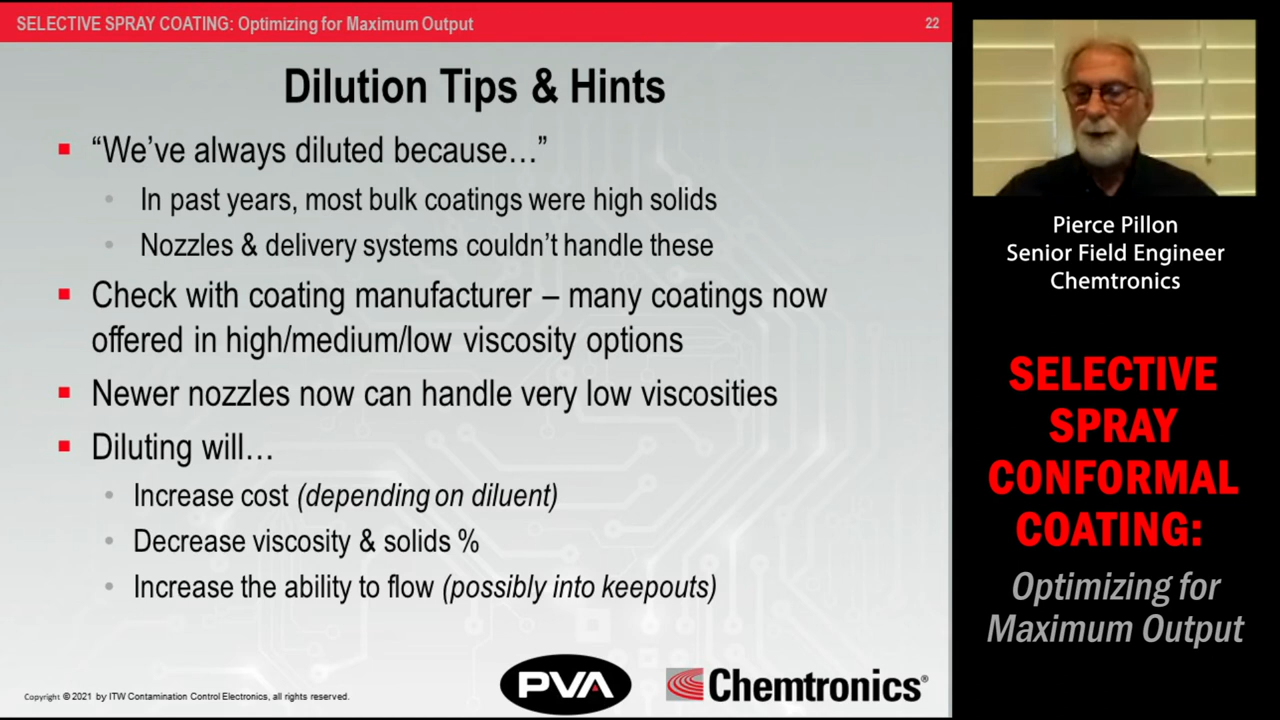 SELECTIVE SPRAY COATING: Optimizing for Maximum Output
22
Dilution Tips & Hints
“We’ve always diluted because…”
In past years, most bulk coatings were high solids
Nozzles & delivery systems couldn’t handle these
Check with coating manufacturer – many coatings now
offered in high/medium/low viscosity options
Newer nozzles now can handle very low viscosities
Diluting will…
Increase cost (depending on diluent)
Decrease viscosity & solids %
Increase the ability to flow (possibly into keepouts)
Copyright © 2021 by ITW Contamination Control Electronics, all rights reserved.
PVA
Chemtronics®
Pierce Pillon
Senior Field Engineer
Chemtronics
SELECTIVE
SPRAY
CONFORMAL
COATING:
Optimizing for
Maximum Output